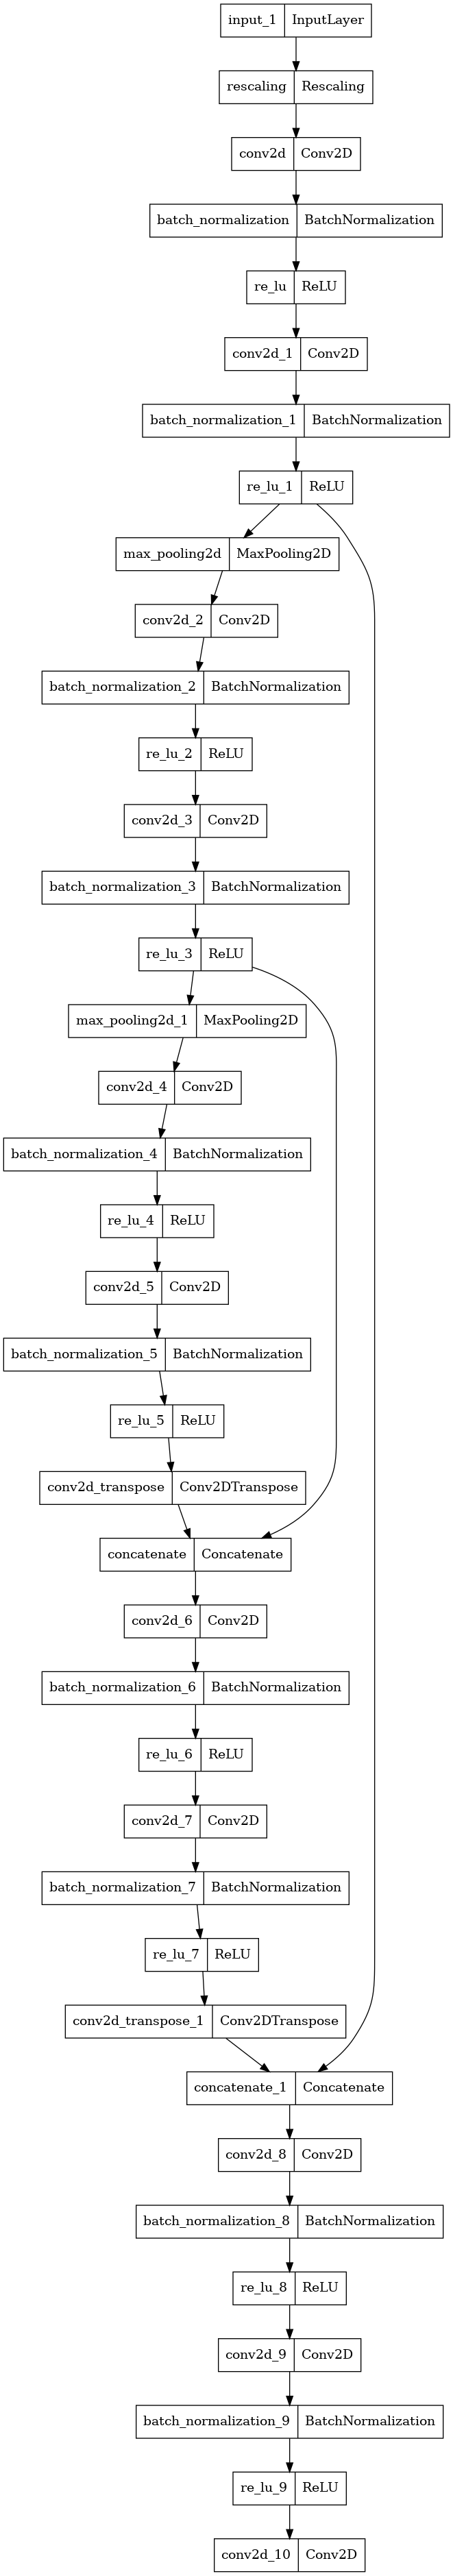 input_1 InputLayer
rescaling Rescaling
conv2d Conv2D
batch_normalization BatchNormalization
re_lu ReLU
conv2d_1 Conv2D
batch_normalization_1 BatchNormalization
re_lu_1 ReLU
max_pooling2d MaxPooling2D
conv2d_2 Conv2D
batch_normalization_2 BatchNormalization
re_lu_2 ReLU
conv2d_3 Conv2D
batch_normalization_3 BatchNormalization
re_lu_3 ReLU
max_pooling2d_1 MaxPooling2D
conv2d_4 Conv2D
batch_normalization_4 BatchNormalization
re_lu_4 ReLU
conv2d_5 Conv2D
batch_normalization_5 BatchNormalization
re_lu_5 ReLU
conv2d_transpose Conv2DTranspose
concatenate Concatenate
conv2d_6 Conv2D
batch_normalization_6 BatchNormalization
re_lu_6 ReLU
conv2d_7 Conv2D
batch_normalization_7 BatchNormalization
re_lu_7 ReLU
conv2d_transpose_1 Conv2DTranspose
concatenate_1 Concatenate
conv2d_8 Conv2D
batch_normalization_8 BatchNormalization
re_lu_8 ReLU
conv2d_9 Conv2D
batch_normalization_9 BatchNormalization
re_lu_9 ReLU
conv2d_10 Conv2D